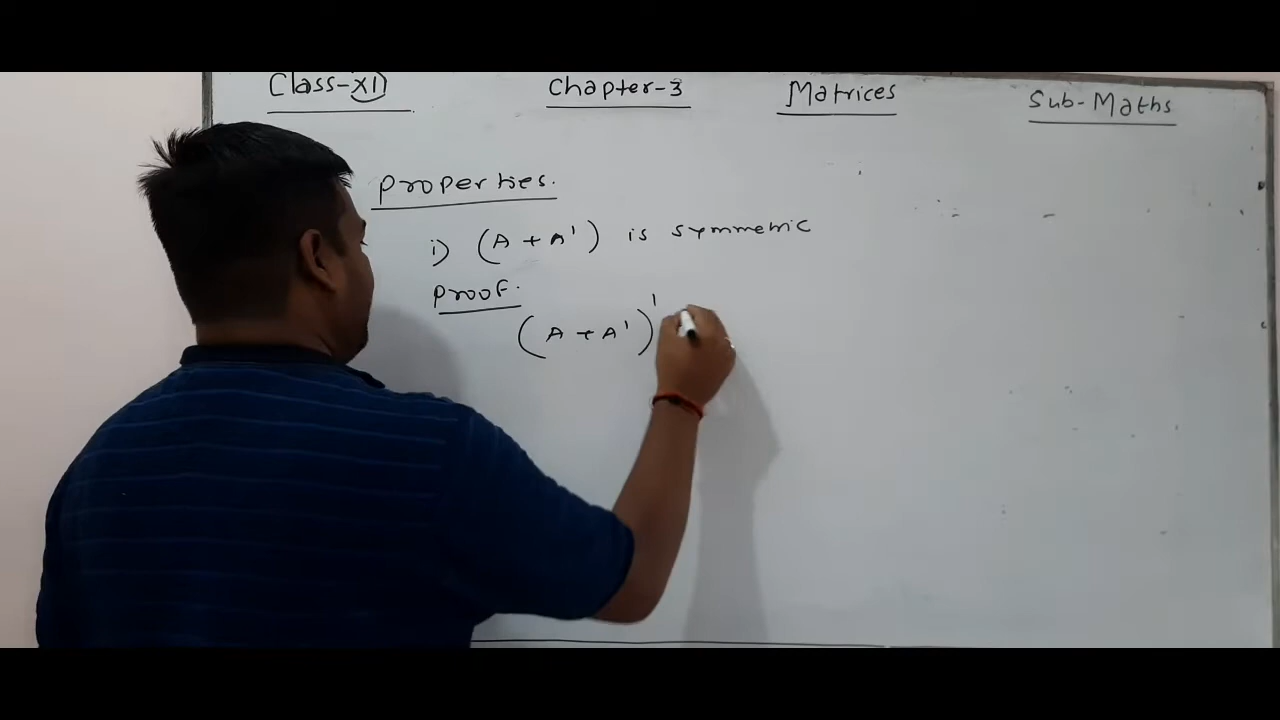 Class-XII Chapter-3 Matrices Sub-Maths
Properties.
i) (A + A') is symmetric
Proof.
(A + A')'